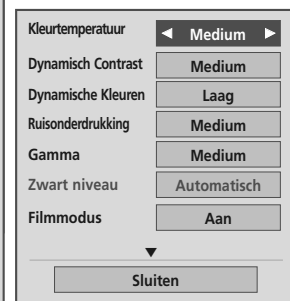 Kleurtemperatuur Medium
Dynamisch Contrast Medium
Dynamische Kleuren Laag
Ruisonderdrukking Medium
Gamma Medium
Zwart niveau Automatisch
Filmmodus Aan
Sluiten